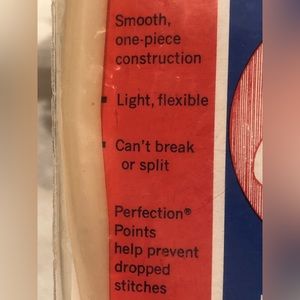 Smooth,
one-piece
construction
▪ Light, flexible
▪ Can't break
or split
Perfection®
Points
help prevent
dropped
stitches